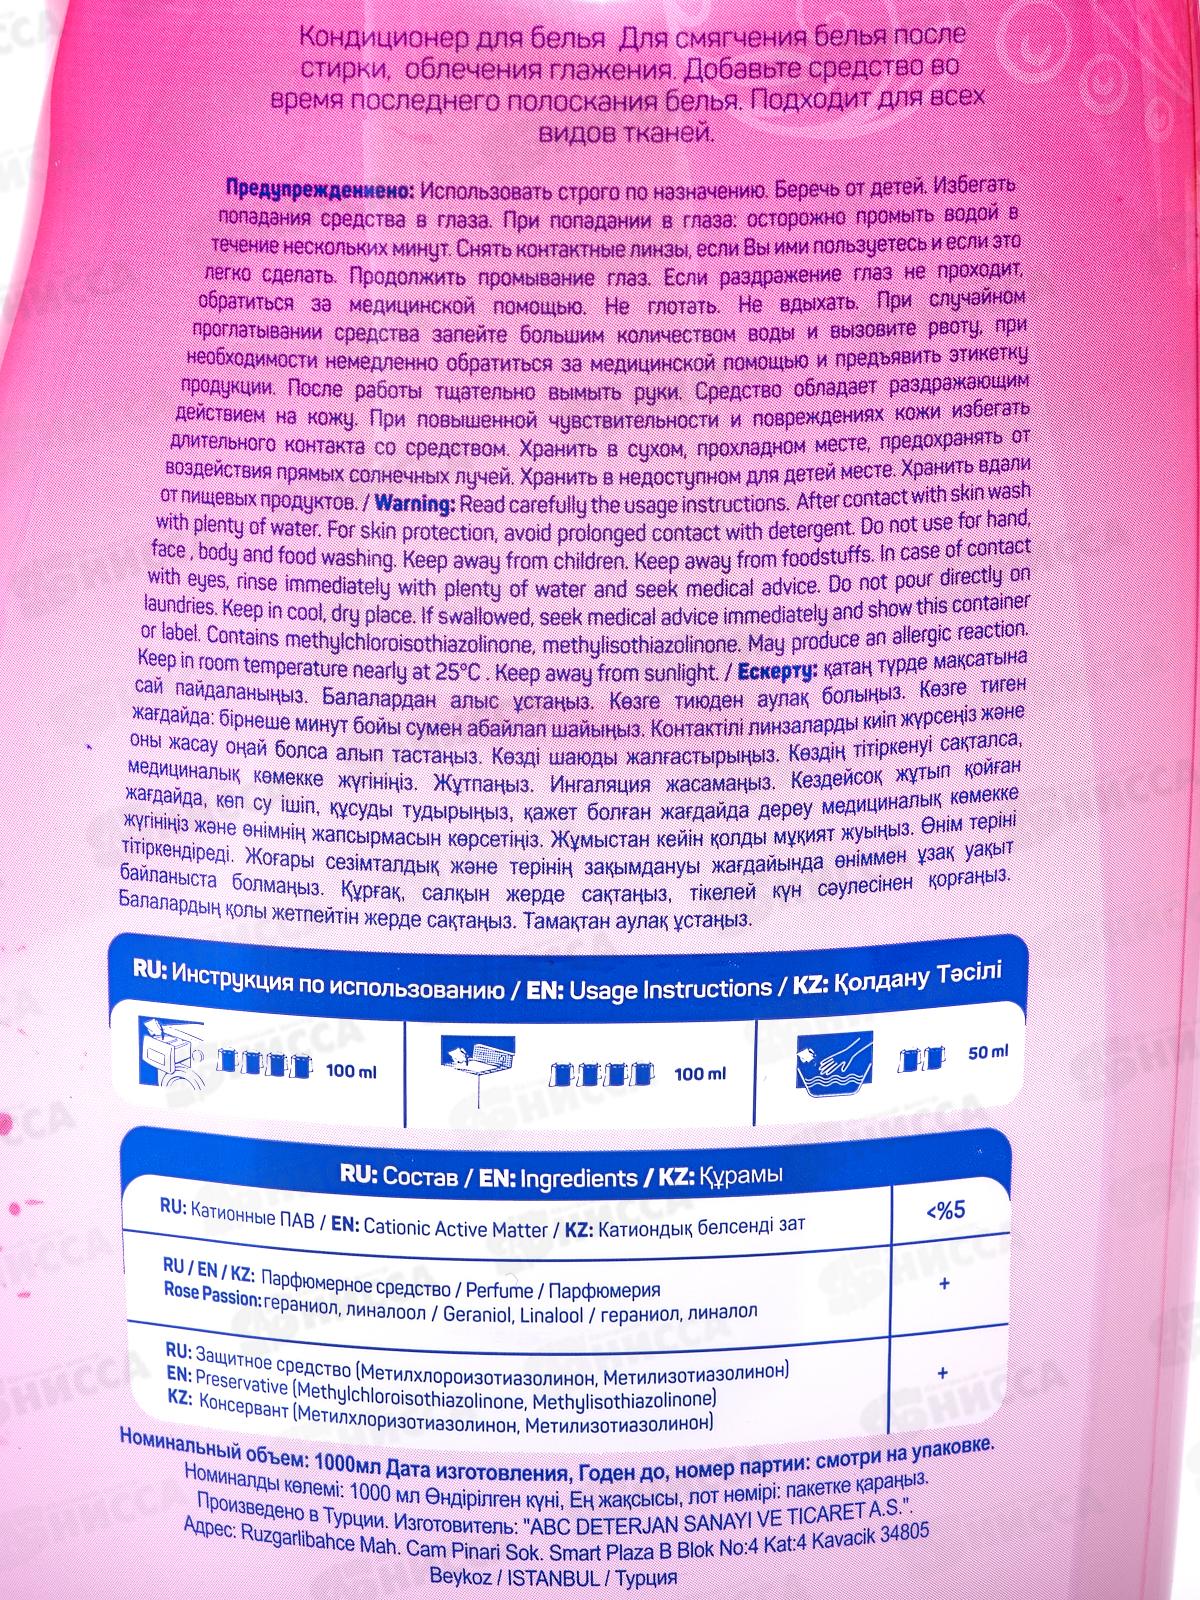 Кондиционер для белья Для смягчения белья после
стирки, облечения глажения. Добавьте средство во
время последнего полоскания белья. Подходит для всех
видов тканей.
Предупреждениено: Использовать строго по назначению. Беречь от детей. Избегать
попадания средства в глаза. При попадании в глаза: осторожно промыть водой в
течение нескольких минут. Снять контактные линзы, если Вы ими пользуетесь и если это
легко сделать. Продолжить промывание глаз. Если раздражение глаз не проходит,
обратиться за медицинской помощью. Не глотать. Не вдыхать. При случайном
проглатывании средства запейте большим количеством воды и вызовите рвоту, при
необходимости немедленно обратиться за медицинской помощью и предъявить этикетку
продукции. После работы тщательно вымыть руки. Средство обладает раздражающим
действием на кожу. При повышенной чувствительности и повреждениях кожи избегать
длительного контакта со средством. Хранить в сухом, прохладном месте, предохранять от
воздействия прямых солнечных лучей. Хранить в недоступном для детей месте. Хранить вдали
от пищевых продуктов. / Warning: Read carefully the usage instructions. After contact with skin wash
with plenty of water. For skin protection, avoid prolonged contact with detergent. Do not use for hand,
face , body and food washing. Keep away from children. Keep away from foodstuffs. In case of contact
with eyes, rinse immediately with plenty of water and seek medical advice. Do not pour directly on
laundries. Keep in cool, dry place. If swallowed, seek medical advice immediately and show this container
or label. Contains methylchloroisothiazolinone, methylisothiazolinone. May produce an allergic reaction.
Keep in room temperature nearly at 25°C . Keep away from sunlight. / Ескерту: қатаң түрде мақсатына
сай пайдаланыңыз. Балалардан алыс ұстаңыз. Көзге тиюден аулақ болыңыз. Көзге тиген
жағдайда: бірнеше минут бойы сумен абайлап шайыңыз. Контактілі линзаларды киіп жүрсеңіз және
оны жасау оңай болса алып тастаңыз. Көзді шаюды жалғастырыңыз. Көздің тітіркенуі сақталса,
медициналық көмекке жүгініңіз. Жұтпаңыз. Ингаляция жасамаңыз. Кездейсоқ жұтып қойған
жағдайда, көп су ішіп, құсуды тудырыңыз, қажет болған жағдайда дереу медициналық көмекке
жүгініңіз және өнімнің жапсырмасын көрсетіңіз. Жұмыстан кейін қолды мұқият жуыңыз. Өнім теріні
тітіркендіреді. Жоғары сезімталдық және терінің зақымдануы жағдайында өніммен ұзақ уақыт
байланыста болмаңыз. Құрғақ, салқын жерде сақтаңыз, тікелей күн сәулесінен қорғаңыз.
Балалардың қолы жетпейтін жерде сақтаңыз. Тамақтан аулақ ұстаңыз.
RU: Инструкция по использованию / EN: Usage Instructions / KZ: Қолдану Тәсілі
100 ml
100 ml
50 ml
RU: Состав / EN: Ingredients / KZ: Құрамы
RU: Катионные ПАВ / EN: Cationic Active Matter / KZ: Катиондық белсенді зат <%5
RU / EN / KZ: Парфюмерное средство / Perfume / Парфюмерия
Rose Passion: гераниол, линалоол / Geraniol, Linalool / гераниол, линалол +
RU: Защитное средство (Метилхлороизотиазолинон, Метилизотиазолинон)
EN: Preservative (Methylchloroisothiazolinone, Methylisothiazolinone) +
KZ: Консервант (Метилхлоризотиазолинон, Метилизотиазолинон)
Номинальный объем: 1000мл Дата изготовления, Годен до, номер партии: смотри на упаковке.
Номиналды көлемі: 1000 мл Өндірілген күні, Ең жақсысы, лот нөмірі: пакетке қараңыз.
Произведено в Турции. Изготовитель: "ABC DETERJAN SANAYI VE TICARET A.S.".
Адрес: Ruzgarlibahce Mah. Cam Pinari Sok. Smart Plaza B Blok No:4 Kat:4 Kavacik 34805
Beykoz / ISTANBUL / Турция